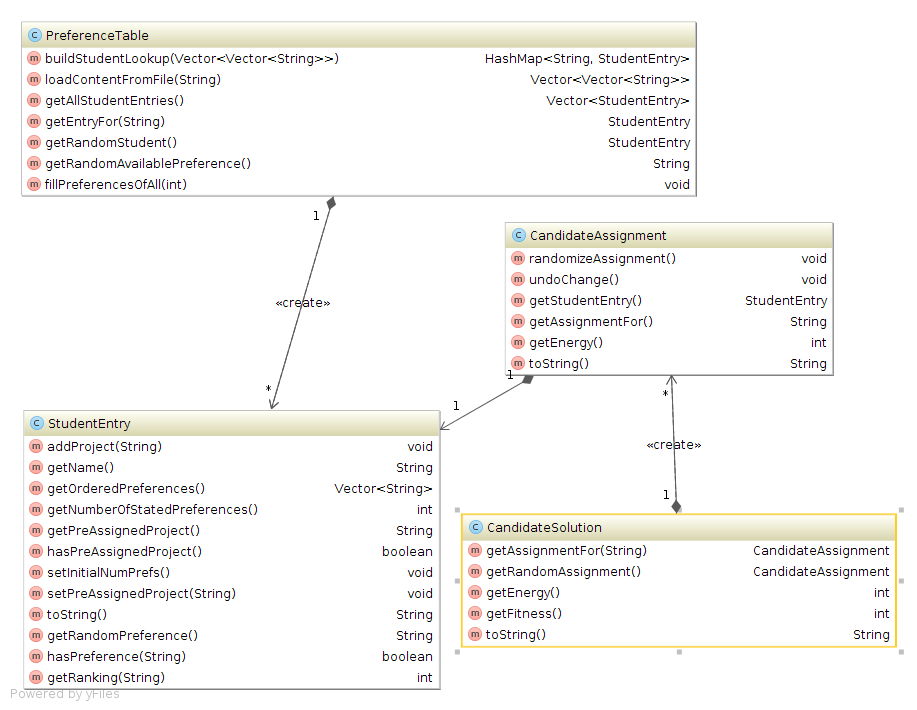 C PreferenceTable
m buildStudentLookup(Vector<Vector<String>>) HashMap<String, StudentEntry>
m loadContentFromFile(String) Vector<Vector<String>>
m getAllStudentEntries() Vector<StudentEntry>
m getEntryFor(String) StudentEntry
m getRandomStudent() StudentEntry
m getRandomAvailablePreference() String
m fillPreferencesOfAll(int) void
1
C CandidateAssignment
m randomizeAssignment() void
m undoChange() void
m getStudentEntry() StudentEntry
m getAssignmentFor() String
m getEnergy() int
m toString() String
«create»
1
*
*
1
C StudentEntry
m addProject(String) void
m getName() String
m getOrderedPreferences() Vector<String>
m getNumberOfStatedPreferences() int
m getPreAssignedProject() String
m hasPreAssignedProject() boolean
m setInitialNumPrefs() void
m setPreAssignedProject(String) void
m toString() String
m getRandomPreference() String
m hasPreference(String) boolean
m getRanking(String) int
«create»
1
C CandidateSolution
m getAssignmentFor(String) CandidateAssignment
m getRandomAssignment() CandidateAssignment
m getEnergy() int
m getFitness() int
m toString() String
Powered by yFiles